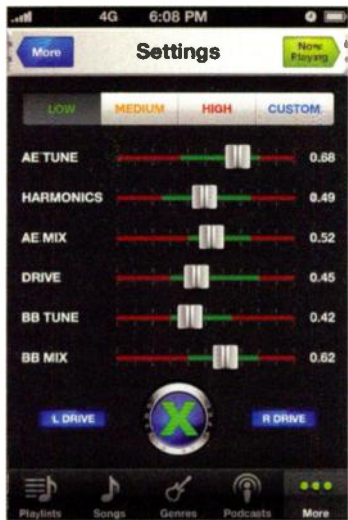 4G 6:08 PM
More Settings Now Playing
LOW MEDIUM HIGH CUSTOM
AE TUNE 0.68
HARMONICS 0.49
AE MIX 0.52
DRIVE 0.45
BB TUNE 0.42
BB MIX 0.62
L DRIVE X R DRIVE
Playlists Songs Genres Podcasts More